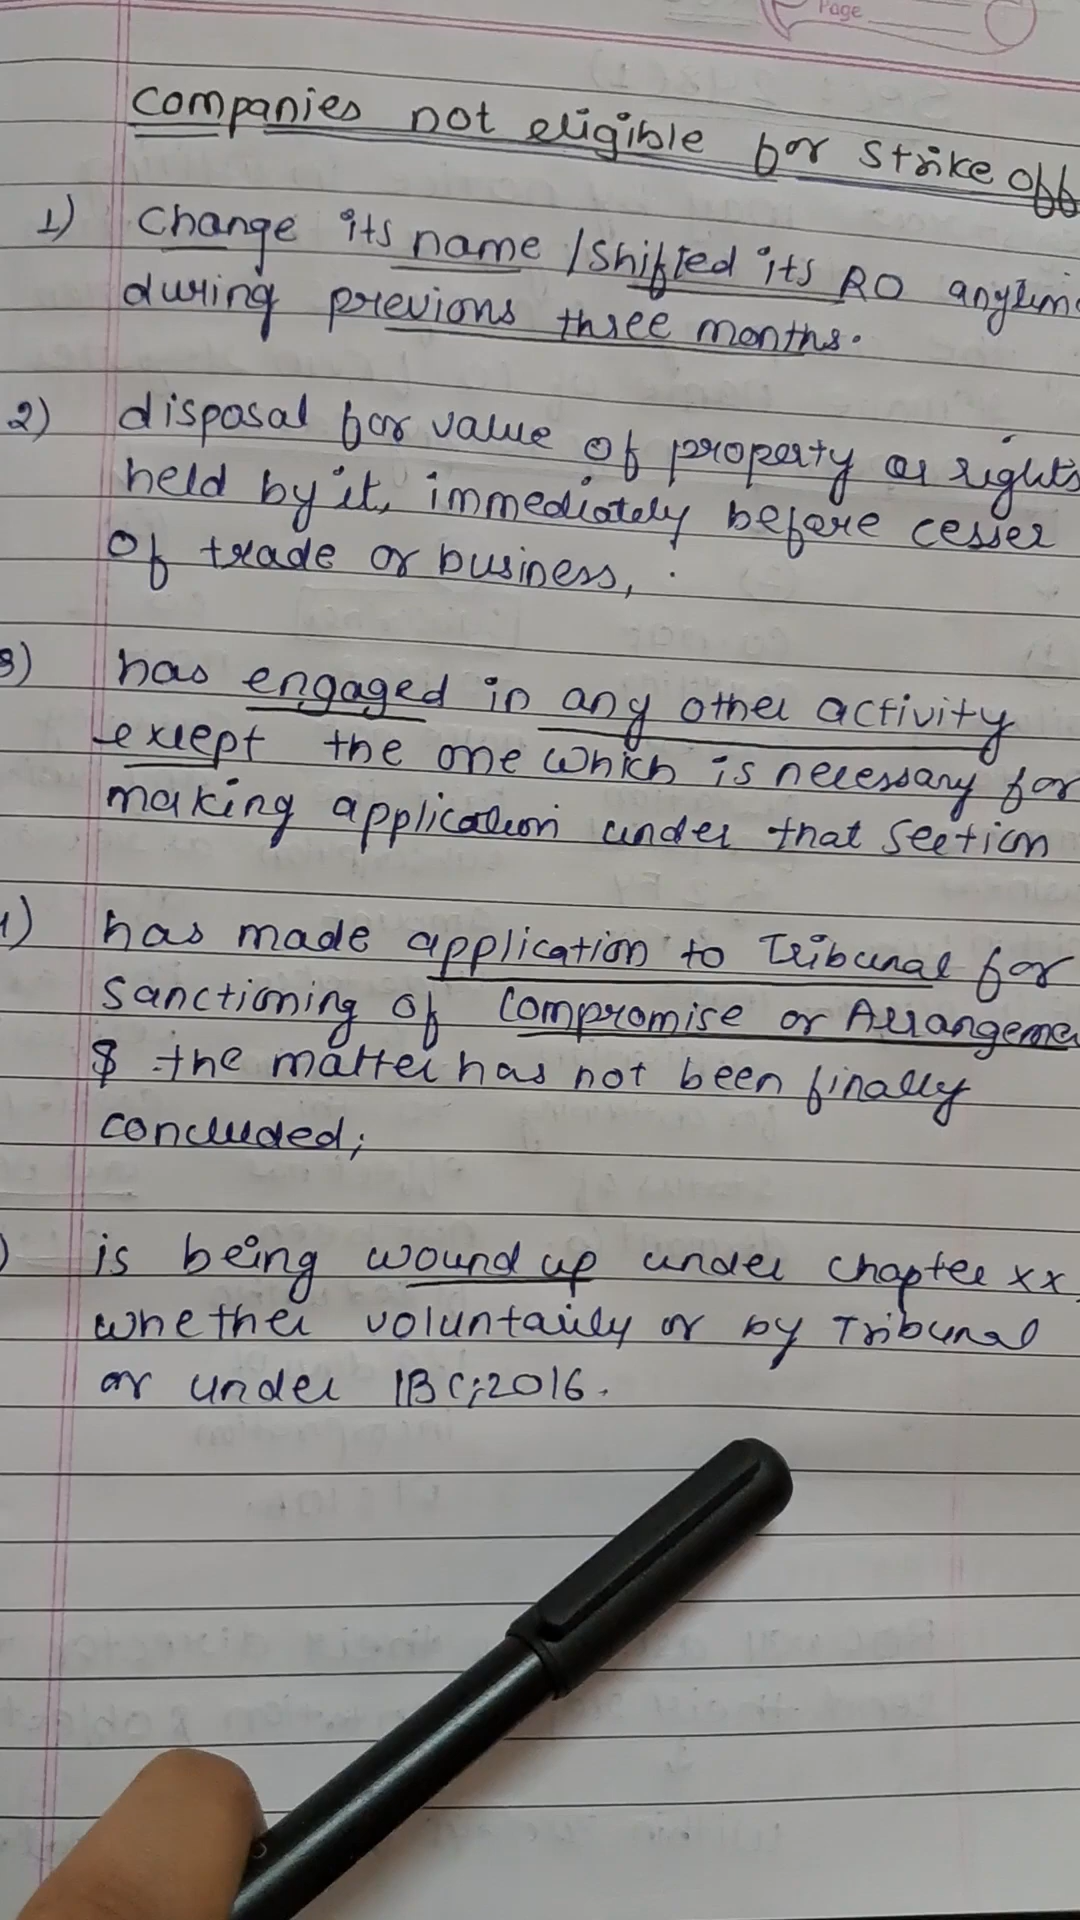 Page
Companies not eligible for strike off
1) Change its name / Shifted its RO anytim
during previous three months.
2) disposal for value of property or rights
held by it, immediately before cesser
of trade or business,
3) has engaged in any other activity
except the one which is necessary for
making application under that section
) has made application to Tribunal for
Sanctioning of Compromise or Arrangeme
& the matter has not been finally
concluded;
) is being wound up under chapter XX
whether voluntarily or by Tribunal
or under IBC;2016.